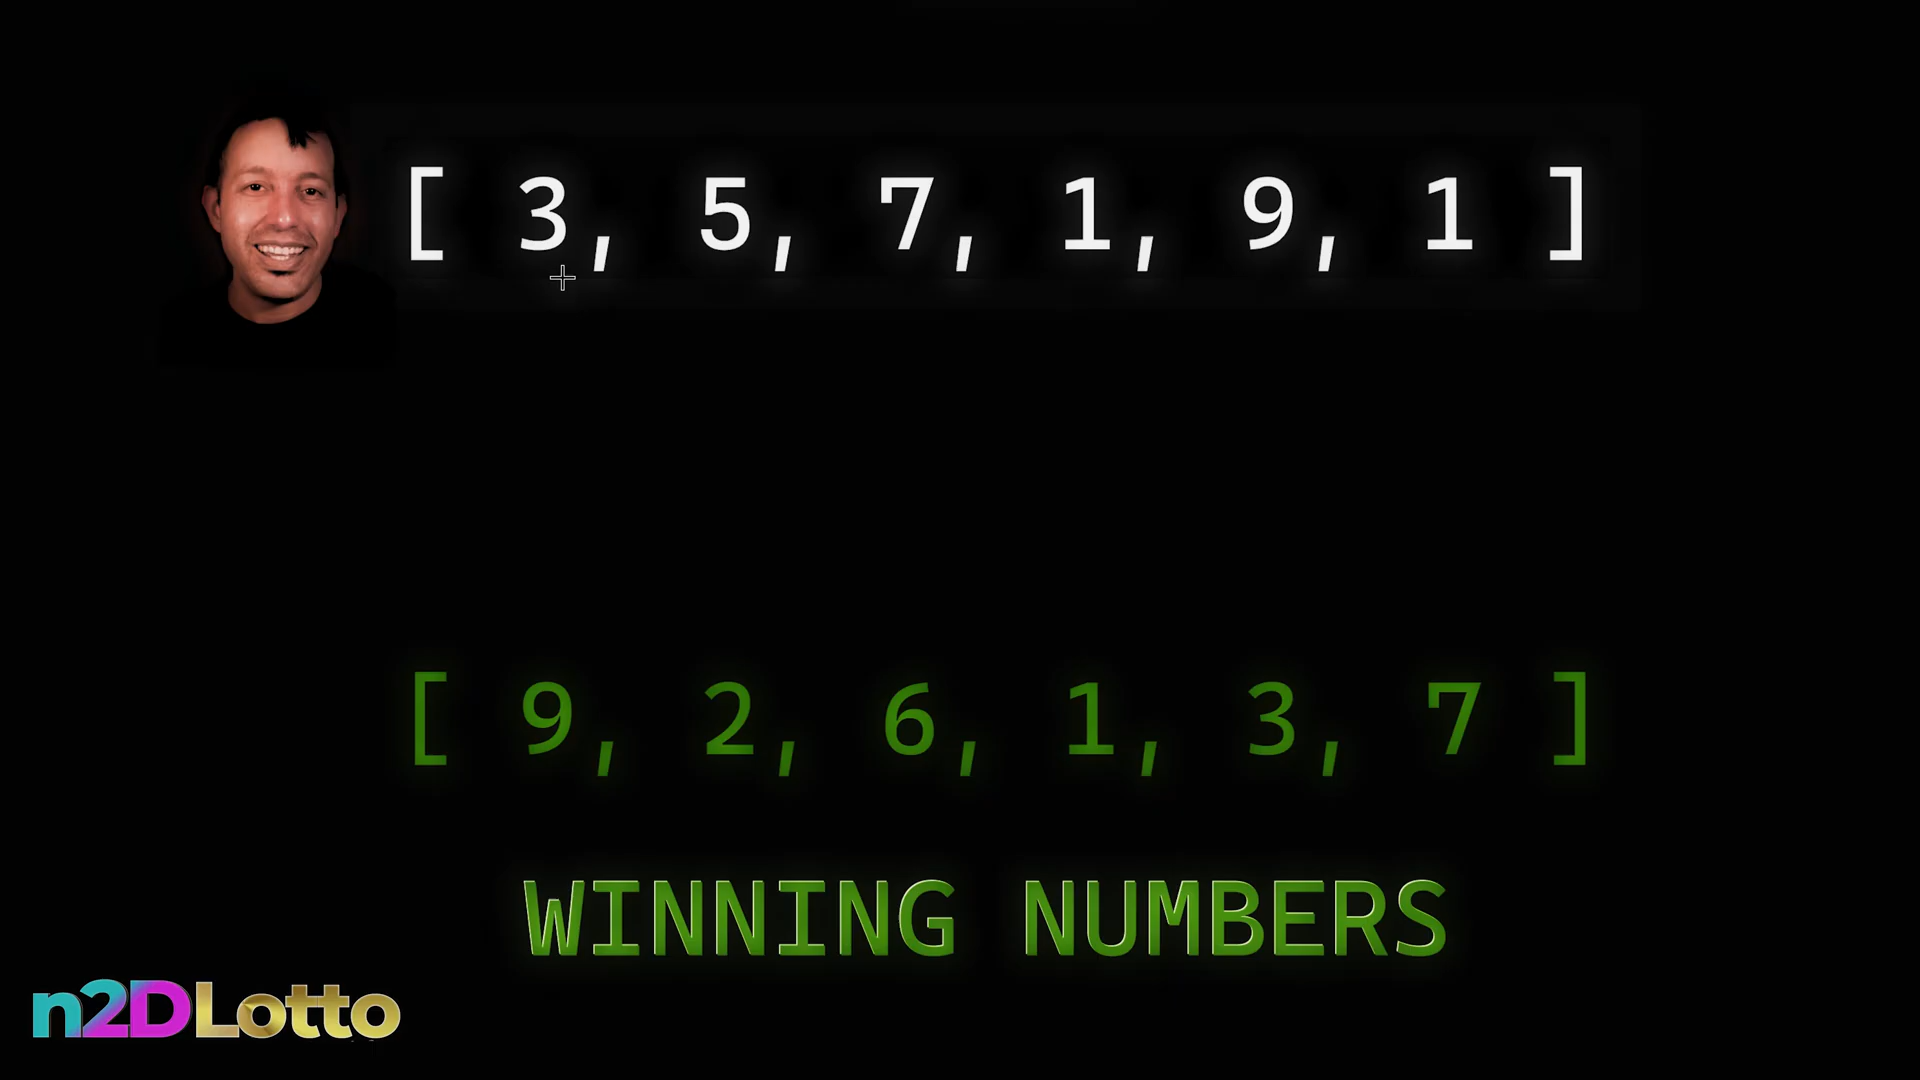 [ 3, 5, 7, 1, 9, 1 ]
[ 9, 2, 6, 1, 3, 7 ]
WINNING NUMBERS
n2DLotto